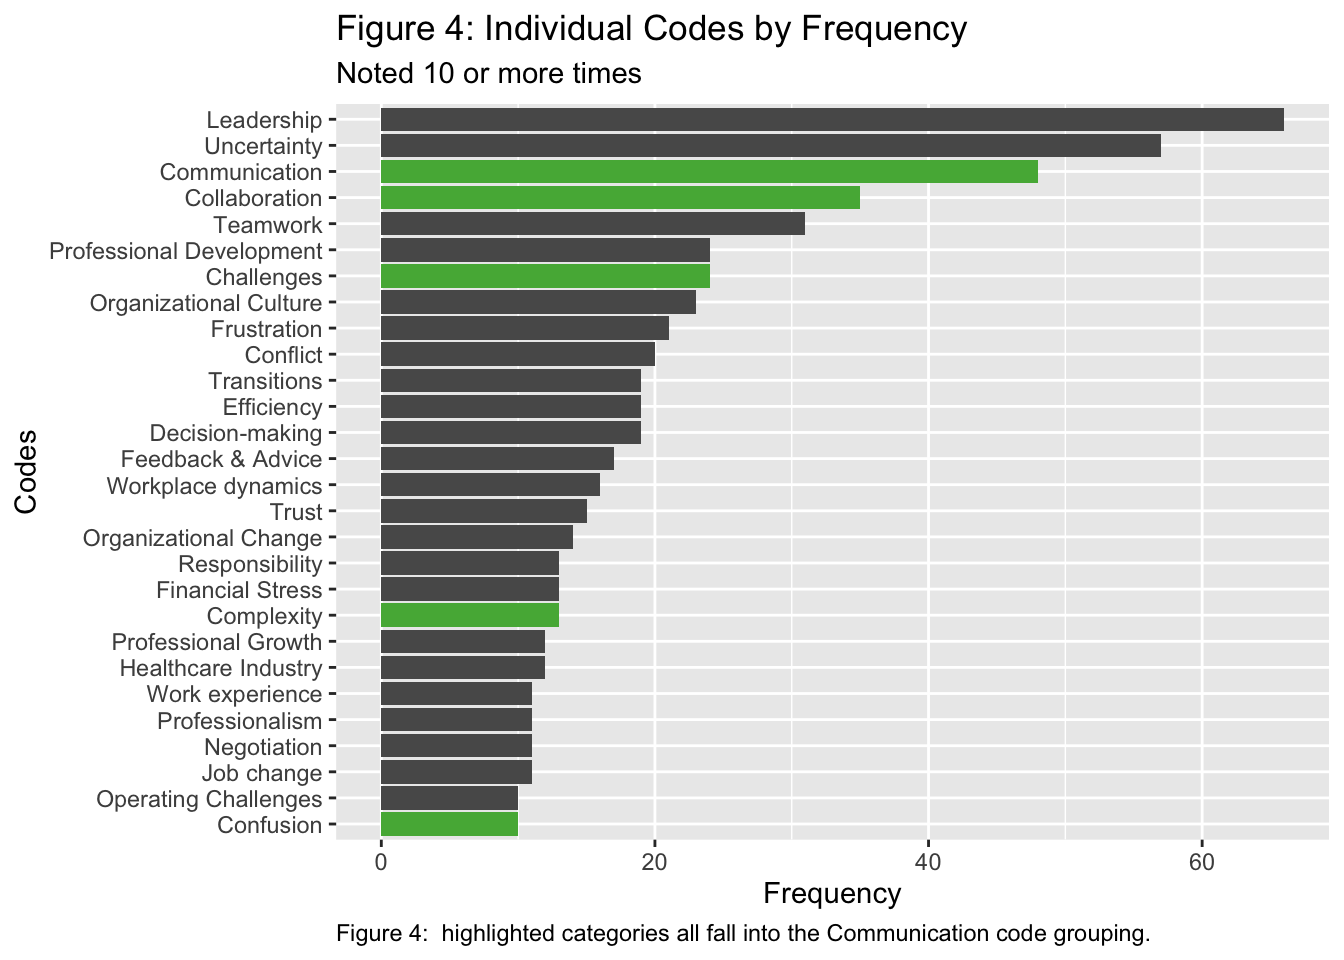 Figure 4: Individual Codes by Frequency
Noted 10 or more times
Leadership
Uncertainty
Communication
Collaboration
Teamwork
Professional Development
Challenges
Organizational Culture
Frustration
Conflict
Transitions
Efficiency
Decision-making
Feedback & Advice
Workplace dynamics
Trust
Organizational Change
Responsibility
Financial Stress
Complexity
Professional Growth
Healthcare Industry
Work experience
Professionalism
Negotiation
Job change
Operating Challenges
Confusion
Codes
0 20 40 60
Frequency
Figure 4:  highlighted categories all fall into the Communication code grouping.